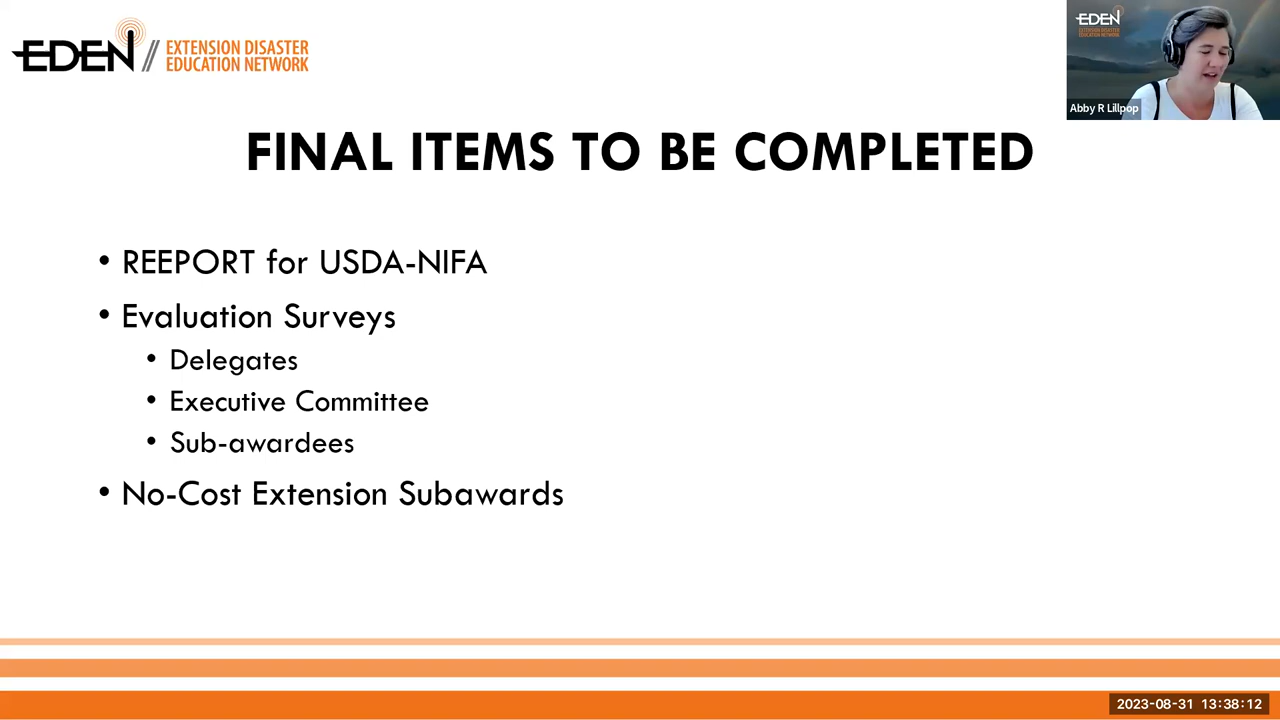 EDEN // EXTENSION DISASTER
EDUCATION NETWORK
EDEN
Abby R Lillpop
FINAL ITEMS TO BE COMPLETED
• REEPORT for USDA-NIFA
• Evaluation Surveys
• Delegates
• Executive Committee
• Sub-awardees
• No-Cost Extension Subawards
2023-08-31 13:38:12